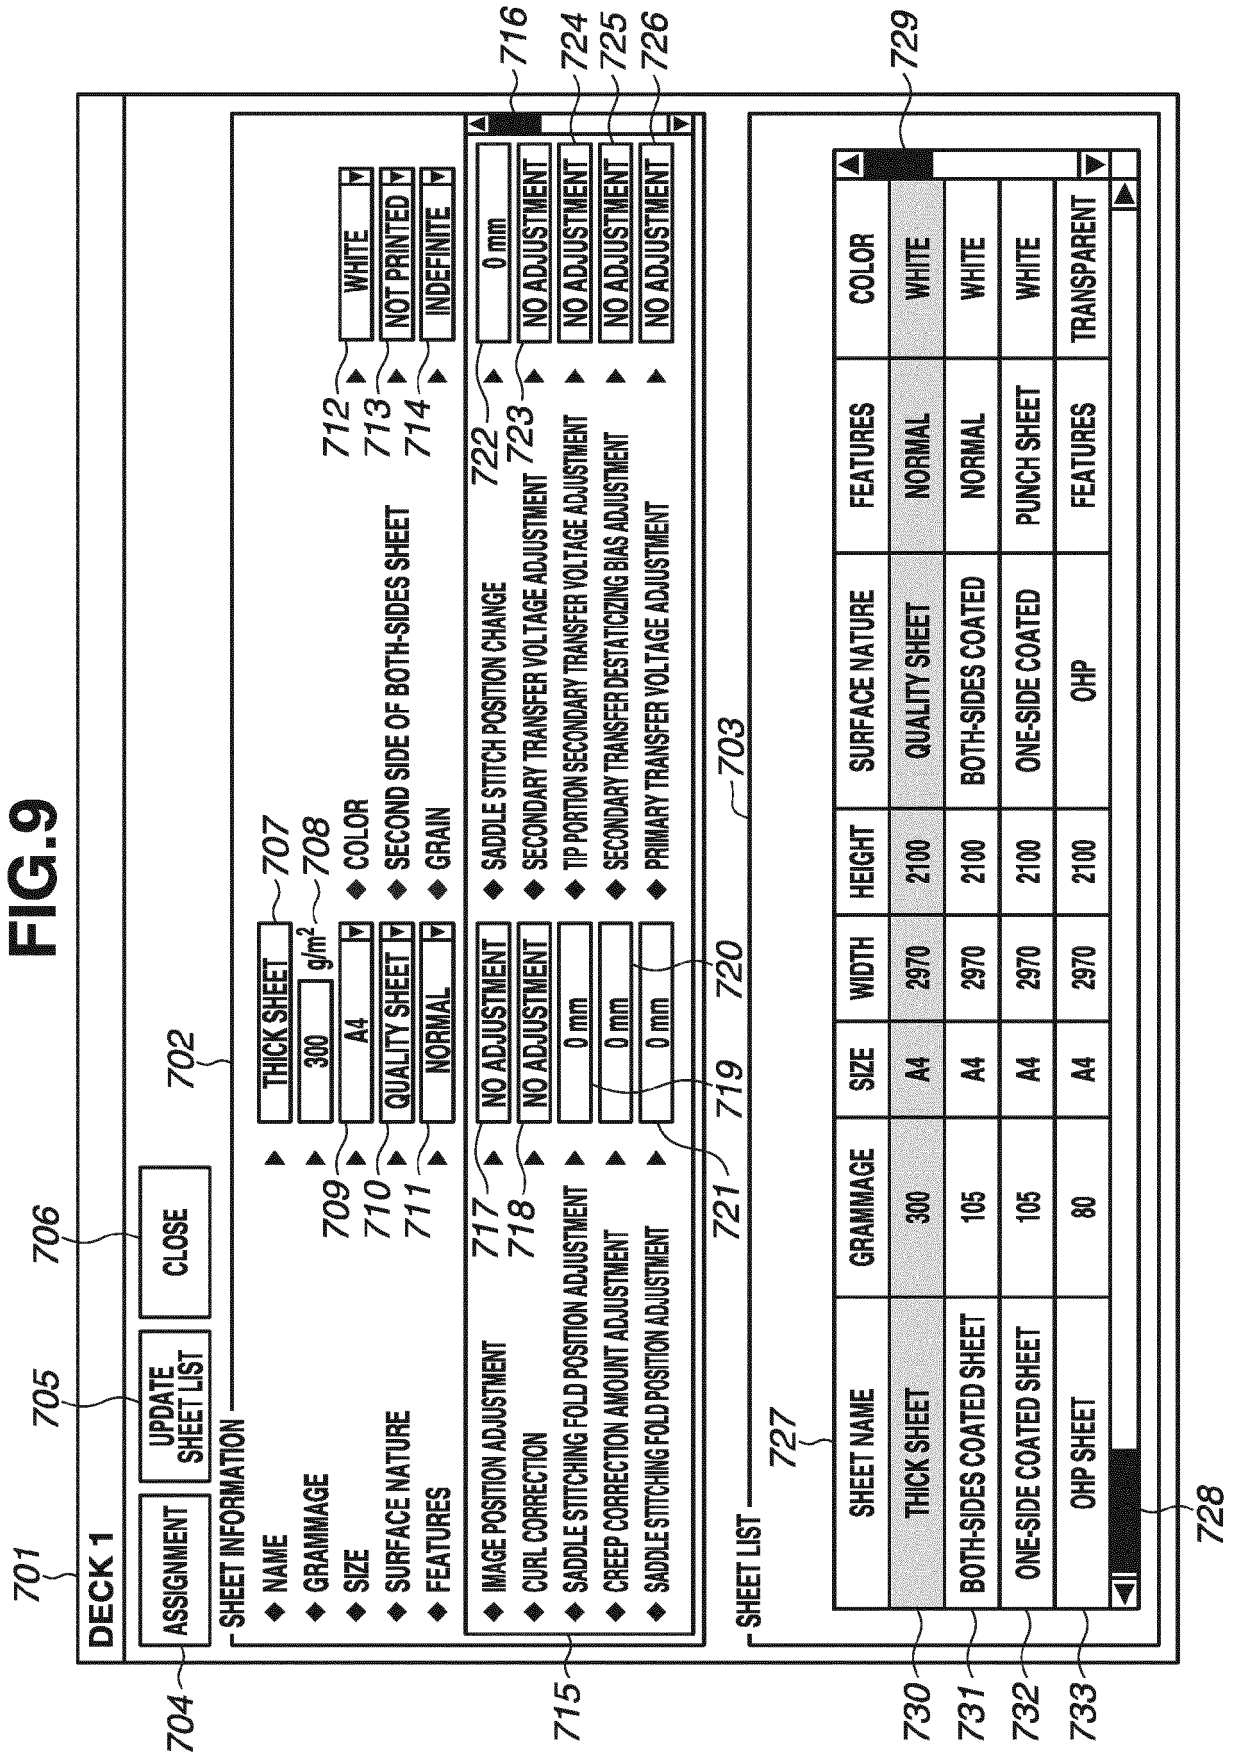 FIG.9
701
DECK 1
704
705
706
ASSIGNMENT
UPDATE
SHEET LIST
CLOSE
702
SHEET INFORMATION
NAME
THICK SHEET
707
GRAMMAGE
300
g/m²
708
SIZE
709
A4
COLOR
712
WHITE
SURFACE NATURE
710
QUALITY SHEET
SECOND SIDE OF BOTH-SIDES SHEET
713
NOT PRINTED
FEATURES
711
NORMAL
GRAIN
714
INDEFINITE
715
716
IMAGE POSITION ADJUSTMENT
717
NO ADJUSTMENT
SADDLE STITCH POSITION CHANGE
722
0 mm
CURL CORRECTION
718
NO ADJUSTMENT
SECONDARY TRANSFER VOLTAGE ADJUSTMENT
723
NO ADJUSTMENT
SADDLE STITCHING FOLD POSITION ADJUSTMENT
0 mm
719
TIP PORTION SECONDARY TRANSFER VOLTAGE ADJUSTMENT
NO ADJUSTMENT
724
CREEP CORRECTION AMOUNT ADJUSTMENT
0 mm
720
SECONDARY TRANSFER DESTATICIZING BIAS ADJUSTMENT
NO ADJUSTMENT
725
SADDLE STITCHING FOLD POSITION ADJUSTMENT
721
0 mm
PRIMARY TRANSFER VOLTAGE ADJUSTMENT
NO ADJUSTMENT
726
703
SHEET LIST
727
SHEET NAME GRAMMAGE SIZE WIDTH HEIGHT SURFACE NATURE FEATURES COLOR
729
730 THICK SHEET 300 A4 2970 2100 QUALITY SHEET NORMAL WHITE
731 BOTH-SIDES COATED SHEET 105 A4 2970 2100 BOTH-SIDES COATED NORMAL WHITE
732 ONE-SIDE COATED SHEET 105 A4 2970 2100 ONE-SIDE COATED PUNCH SHEET WHITE
733 OHP SHEET 80 A4 2970 2100 OHP FEATURES TRANSPARENT
728